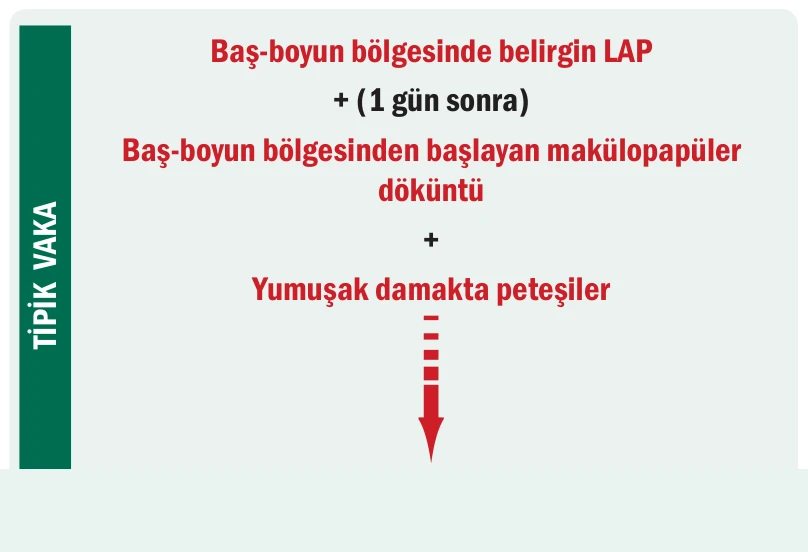 TİPİK VAKA
Baş-boyun bölgesinde belirgin LAP
+ (1 gün sonra)
Baş-boyun bölgesinden başlayan makülopapüler
döküntü
+
Yumuşak damakta peteşiler